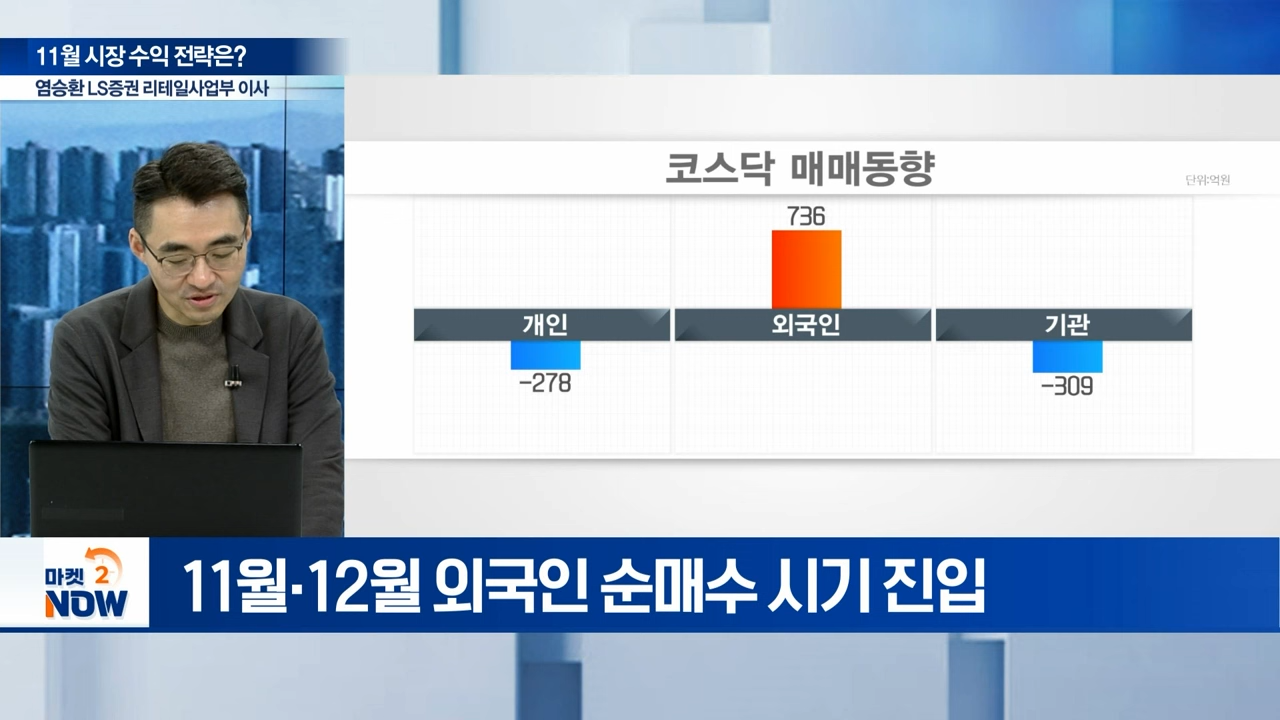 11월 시장 수익 전략은?
염승환 LS증권 리테일사업부 이사
코스닥 매매동향
단위:억원
736
개인
외국인
기관
-278
-309
마켓 2
NOW
11월·12월 외국인 순매수 시기 진입